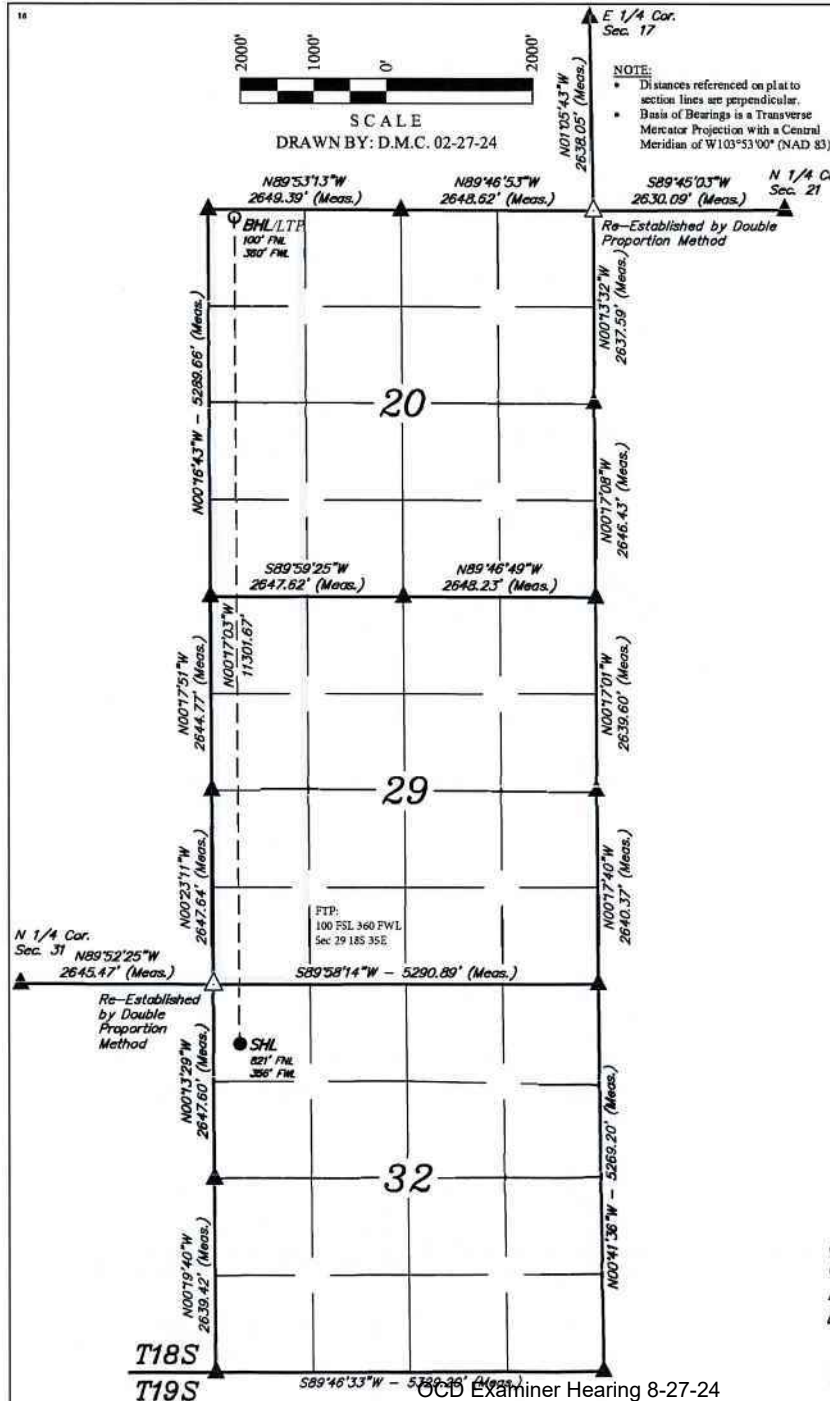 18
2000'
1000'
0'
2000'
SCALE
DRAWN BY: D.M.C. 02-27-24
E 1/4 Cor.
Sec. 17
N01°05'43"W
2638.05' (Meas.)
NOTE:
• Distances referenced on plat to
section lines are perpendicular.
• Basis of Bearings is a Transverse
Mercator Projection with a Central
Meridian of W103°53'00" (NAD 83)
N89°53'13"W
2649.39' (Meas.)
N89°46'53"W
2648.62' (Meas.)
S89°45'03"W
2630.09' (Meas.)
N 1/4 Co
Sec. 21
BHL/LTP
100' FNL
360' FWL
Re-Established by Double
Proportion Method
N00°16'43"W - 5289.66' (Meas.)
N00°13'32"W
2637.59' (Meas.)
20
N00°17'08"W
2646.43' (Meas.)
S89°59'25"W
2647.62' (Meas.)
N89°46'49"W
2648.23' (Meas.)
N00°17'03"W
11301.67'
N00°17'51"W
2644.77' (Meas.)
N00°17'01"W
2639.60' (Meas.)
29
N00°23'11"W
2647.64' (Meas.)
N00°17'40"W
2640.37' (Meas.)
FTP:
100 FSL 360 FWL
Sec 29 18S 35E
N 1/4 Cor.
Sec. 31
N89°52'25"W
2645.47' (Meas.)
S89°58'14"W - 5290.89' (Meas.)
Re-Established
by Double
Proportion
Method
SHL
821' FNL
356' FWL
N00°13'29"W
2647.60' (Meas.)
N00°41'36"W - 5269.20' (Meas.)
32
N00°19'40"W
2639.42' (Meas.)
T18S
T19S
S89°46'33"W - (Meas.)
OCD Examiner Hearing 8-27-24